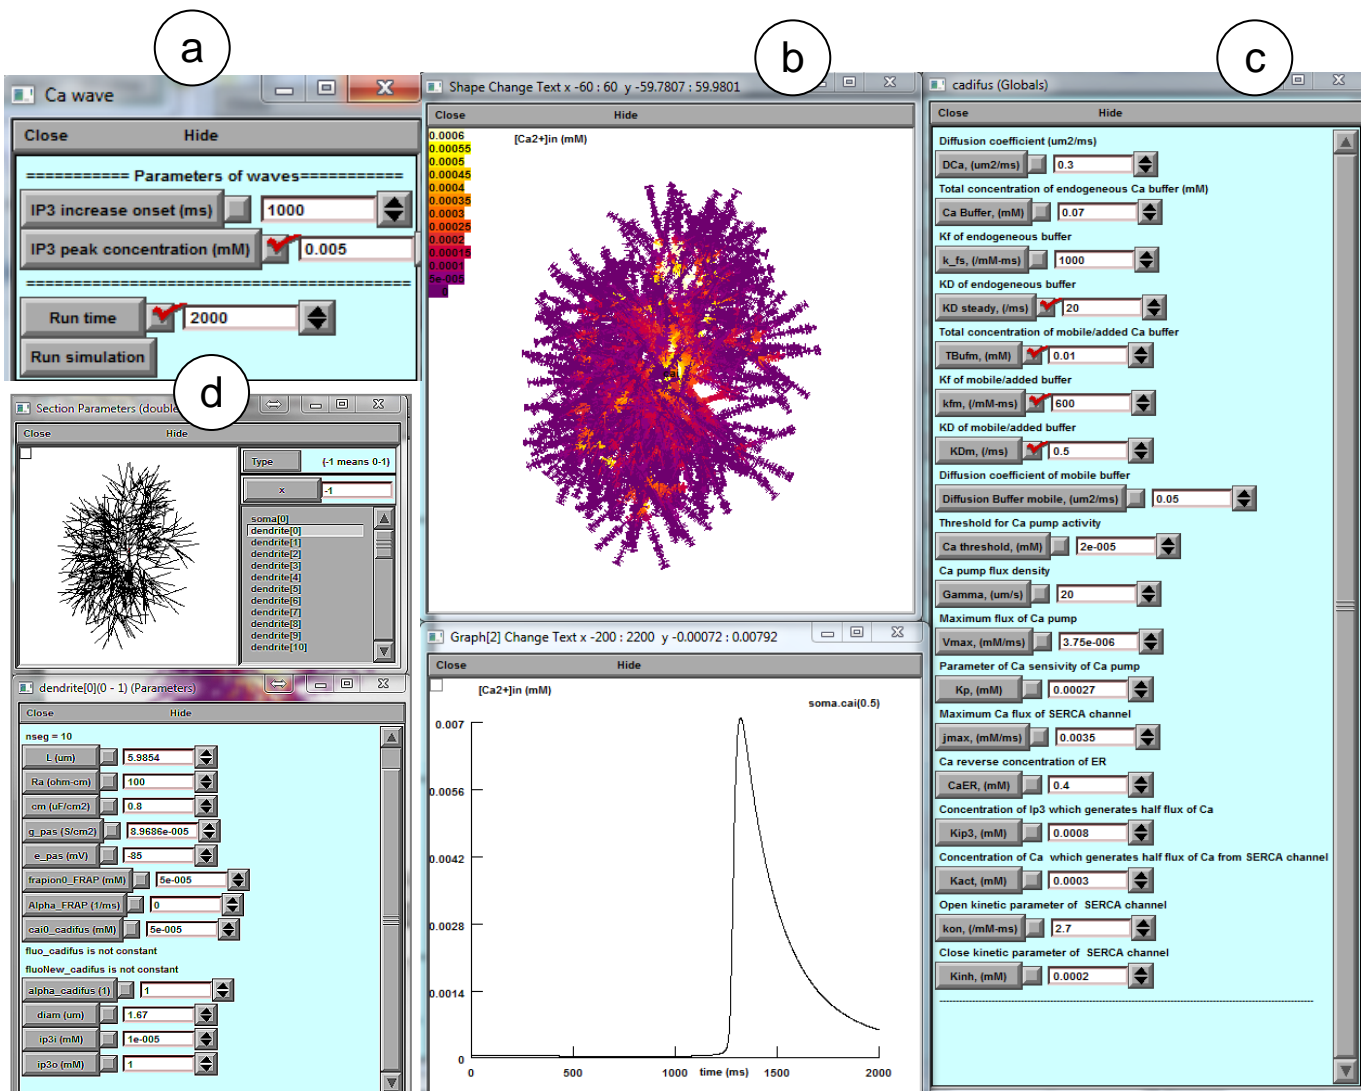 a
Ca wave
Close Hide
=========== Parameters of waves===========
IP3 increase onset (ms) 1000
IP3 peak concentration (mM) 0.005
========================================
Run time 2000
Run simulation
b
Shape Change Text x -60 : 60 y -59.7807 : 59.9801
Close Hide
[Ca2+]in (mM)
0.0006
0.00055
0.0005
0.00045
0.0004
0.00035
0.0003
0.00025
0.0002
0.00015
0.0001
5e-005
0
c
cadifus (Globals)
Close Hide
Diffusion coefficient (um2/ms)
DCa, (um2/ms) 0.3
Total concentration of endogeneous Ca buffer (mM)
Ca Buffer, (mM) 0.07
Kf of endogeneous buffer
k_fs, (/mM-ms) 1000
KD of endogeneous buffer
KD steady, (/ms) 20
Total concentration of mobile/added Ca buffer
TBufm, (mM) 0.01
Kf of mobile/added buffer
kfm, (/mM-ms) 600
KD of mobile/added buffer
KDm, (/ms) 0.5
Diffusion coefficient of mobile buffer
Diffusion Buffer mobile, (um2/ms) 0.05
Threshold for Ca pump activity
Ca threshold, (mM) 2e-005
Ca pump flux density
Gamma, (um/s) 20
Maximum flux of Ca pump
Vmax, (mM/ms) 3.75e-006
Parameter of Ca sensivity of Ca pump
Kp, (mM) 0.00027
Maximum Ca flux of SERCA channel
jmax, (mM/ms) 0.0035
Ca reverse concentration of ER
CaER, (mM) 0.4
Concentration of Ip3 which generates half flux of Ca
Kip3, (mM) 0.0008
Concentration of Ca which generates half flux of Ca from SERCA channel
Kact, (mM) 0.0003
Open kinetic parameter of SERCA channel
kon, (/mM-ms) 2.7
Close kinetic parameter of SERCA channel
Kinh, (mM) 0.0002
d
Section Parameters (double
Close Hide
Type (-1 means 0-1)
x -1
soma[0]
dendrite[0]
dendrite[1]
dendrite[2]
dendrite[3]
dendrite[4]
dendrite[5]
dendrite[6]
dendrite[7]
dendrite[8]
dendrite[9]
dendrite[10]
dendrite[0](0 - 1) (Parameters)
Close Hide
nseg = 10
L (um) 5.9854
Ra (ohm-cm) 100
cm (uF/cm2) 0.8
g_pas (S/cm2) 8.9686e-005
e_pas (mV) -85
frapion0_FRAP (mM) 5e-005
Alpha_FRAP (1/ms) 0
cai0_cadifus (mM) 5e-005
fluo_cadifus is not constant
fluoNew_cadifus is not constant
alpha_cadifus (1) 1
diam (um) 1.67
ip3i (mM) 1e-005
ip3o (mM) 1
Graph[2] Change Text x -200 : 2200 y -0.00072 : 0.00792
Close Hide
[Ca2+]in (mM)
soma.cai(0.5)
0.007
0.0056
0.0042
0.0028
0.0014
0
0 500 1000 time (ms) 1500 2000